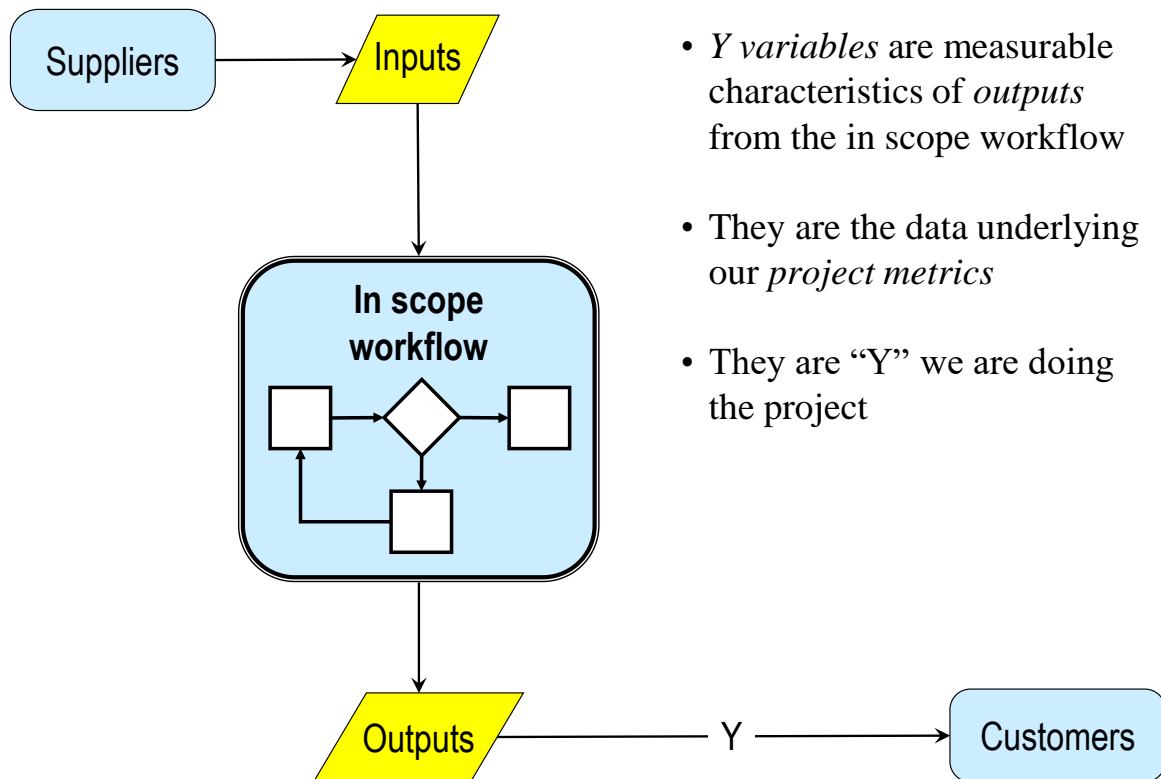 Suppliers
Inputs
In scope
workflow
Outputs
Y
Customers
• Y variables are measurable
characteristics of outputs
from the in scope workflow
• They are the data underlying
our project metrics
• They are “Y” we are doing
the project